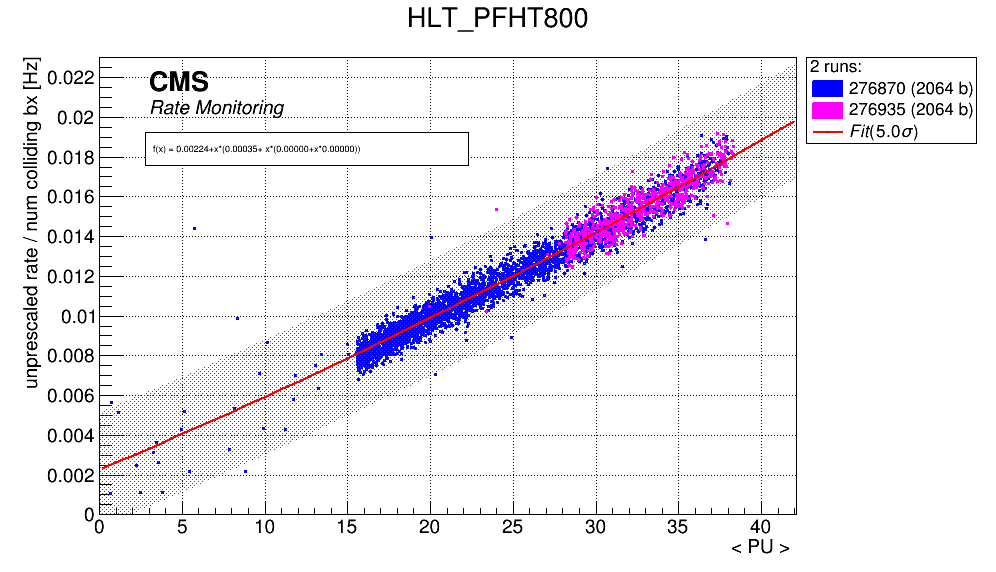 HLT_PFHT800
unprescaled rate / num colliding bx [Hz]
0.022
0.02
0.018
0.016
0.014
0.012
0.01
0.008
0.006
0.004
0.002
0
CMS
Rate Monitoring
f(x) = 0.00224+x*(0.00035+ x*(0.00000+x*0.00000))
2 runs:
276870 (2064 b)
276935 (2064 b)
Fit(5.0σ)
0 5 10 15 20 25 30 35 40
< PU >